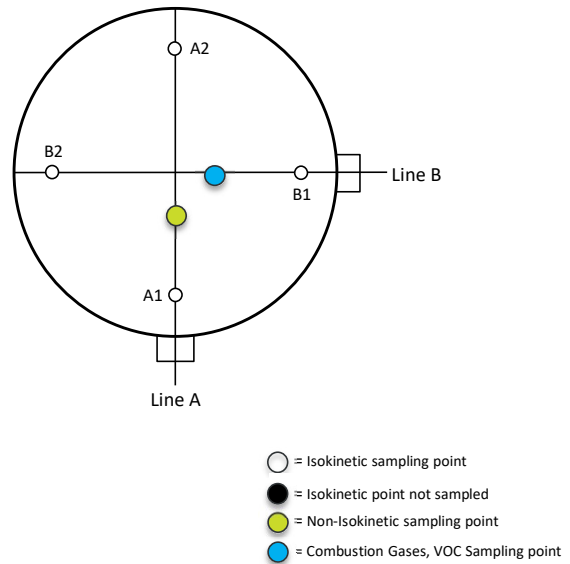 A2
B2
Line B
B1
A1
Line A
= Isokinetic sampling point
= Isokinetic point not sampled
= Non-Isokinetic sampling point
= Combustion Gases, VOC Sampling point